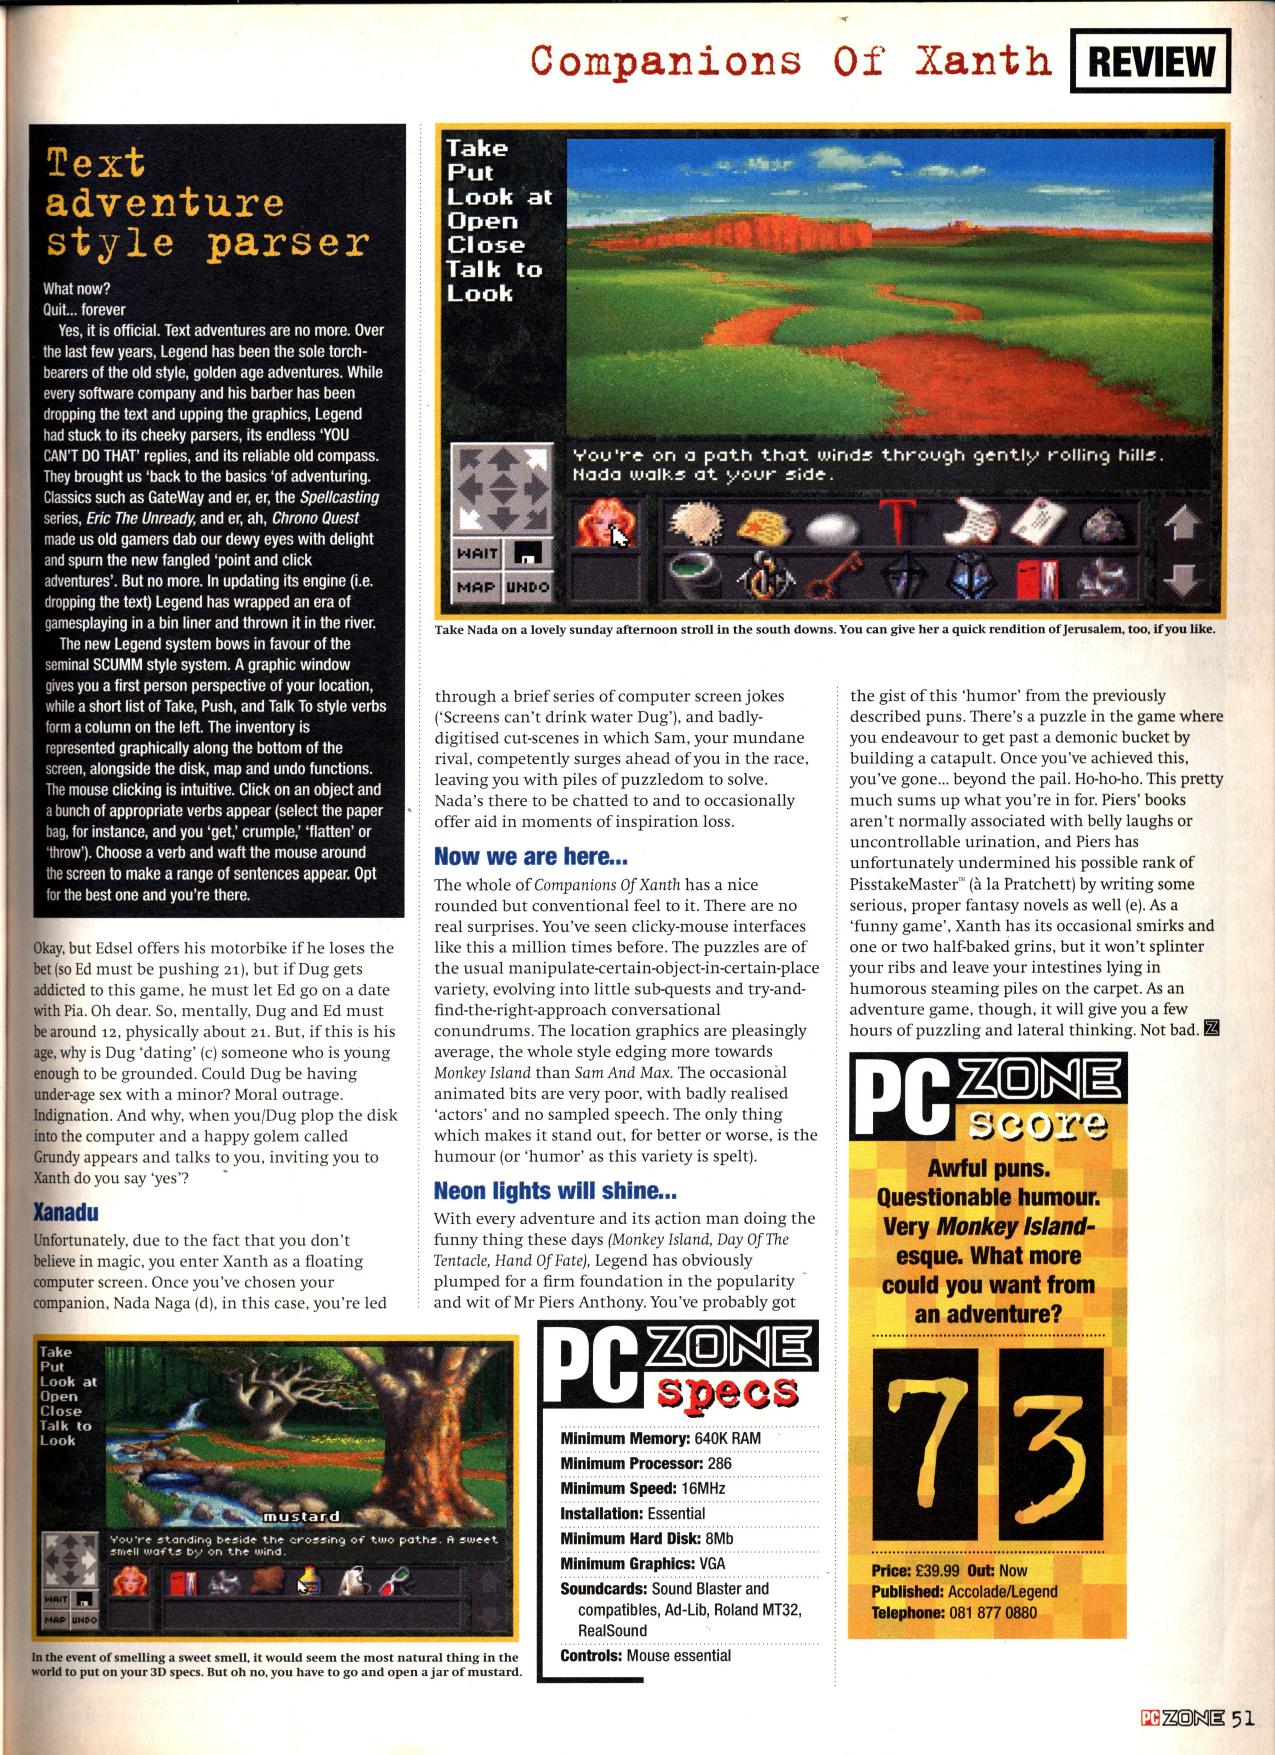 Companions Of Xanth REVIEW
Text
adventure
style parser
What now?
Quit... forever
Yes, it is official. Text adventures are no more. Over
the last few years, Legend has been the sole torch-
bearers of the old style, golden age adventures. While
every software company and his barber has been
dropping the text and upping the graphics, Legend
had stuck to its cheeky parsers, its endless ‘YOU
CAN'T DO THAT’ replies, and its reliable old compass.
They brought us ‘back to the basics ‘of adventuring.
Classics such as GateWay and er, er, the Spellcasting
series, Eric The Unready, and er, ah, Chrono Quest
made us old gamers dab our dewy eyes with delight
and spurn the new fangled ‘point and click
adventures’. But no more. In updating its engine (i.e.
dropping the text) Legend has wrapped an era of
gamesplaying in a bin liner and thrown it in the river.
The new Legend system bows in favour of the
seminal SCUMM style system. A graphic window
gives you a first person perspective of your location,
while a short list of Take, Push, and Talk To style verbs
form a column on the left. The inventory is
represented graphically along the bottom of the
screen, alongside the disk, map and undo functions.
The mouse clicking is intuitive. Click on an object and
a bunch of appropriate verbs appear (select the paper
bag, for instance, and you ‘get,’ crumple,’ ‘flatten’ or
‘throw’). Choose a verb and waft the mouse around
the screen to make a range of sentences appear. Opt
for the best one and you're there.
Okay, but Edsel offers his motorbike if he loses the
bet (so Ed must be pushing 21), but if Dug gets
addicted to this game, he must let Ed go on a date
with Pia. Oh dear. So, mentally, Dug and Ed must
be around 12, physically about 21. But, if this is his
age, why is Dug ‘dating’ (c) someone who is young
enough to be grounded. Could Dug be having
under-age sex with a minor? Moral outrage.
Indignation. And why, when you/Dug plop the disk
into the computer and a happy golem called
Grundy appears and talks to you, inviting you to
Xanth do you say ‘yes’?
Xanadu
Unfortunately, due to the fact that you don't
believe in magic, you enter Xanth as a floating
computer screen. Once you've chosen your
companion, Nada Naga (d), in this case, you're led
Take
Put
Look at
Open
Close
Talk to
Look
mustard
You're standing beside the crossing of two paths. A sweet
smell wafts by on the wind.
WAIT
MAP UNDO
In the event of smelling a sweet smell, it would seem the most natural thing in the
world to put on your 3D specs. But oh no, you have to go and open a jar of mustard.
Take
Put
Look at
Open
Close
Talk to
Look
You're on a path that winds through gently rolling hills.
Nada walks at your side.
WAIT
MAP UNDO
Take Nada on a lovely sunday afternoon stroll in the south downs. You can give her a quick rendition of Jerusalem, too, if you like.
through a brief series of computer screen jokes
(‘Screens can't drink water Dug’), and badly-
digitised cut-scenes in which Sam, your mundane
rival, competently surges ahead of you in the race,
leaving you with piles of puzzledom to solve.
Nada's there to be chatted to and to occasionally
offer aid in moments of inspiration loss.
Now we are here...
The whole of Companions Of Xanth has a nice
rounded but conventional feel to it. There are no
real surprises. You've seen clicky-mouse interfaces
like this a million times before. The puzzles are of
the usual manipulate-certain-object-in-certain-place
variety, evolving into little sub-quests and try-and-
find-the-right-approach conversational
conundrums. The location graphics are pleasingly
average, the whole style edging more towards
Monkey Island than Sam And Max. The occasional
animated bits are very poor, with badly realised
‘actors’ and no sampled speech. The only thing
which makes it stand out, for better or worse, is the
humour (or ‘humor’ as this variety is spelt).
Neon lights will shine...
With every adventure and its action man doing the
funny thing these days (Monkey Island, Day Of The
Tentacle, Hand Of Fate), Legend has obviously
plumped for a firm foundation in the popularity
and wit of Mr Piers Anthony. You've probably got
PC ZONE
specs
Minimum Memory: 640K RAM
Minimum Processor: 286
Minimum Speed: 16MHz
Installation: Essential
Minimum Hard Disk: 8Mb
Minimum Graphics: VGA
Soundcards: Sound Blaster and
compatibles, Ad-Lib, Roland MT32,
RealSound
Controls: Mouse essential
the gist of this ‘humor’ from the previously
described puns. There's a puzzle in the game where
you endeavour to get past a demonic bucket by
building a catapult. Once you've achieved this,
you've gone... beyond the pail. Ho-ho-ho. This pretty
much sums up what you're in for. Piers' books
aren't normally associated with belly laughs or
uncontrollable urination, and Piers has
unfortunately undermined his possible rank of
PisstakeMaster™ (à la Pratchett) by writing some
serious, proper fantasy novels as well (e). As a
‘funny game’, Xanth has its occasional smirks and
one or two half-baked grins, but it won't splinter
your ribs and leave your intestines lying in
humorous steaming piles on the carpet. As an
adventure game, though, it will give you a few
hours of puzzling and lateral thinking. Not bad. Z
PC ZONE
score
Awful puns.
Questionable humour.
Very Monkey Island-
esque. What more
could you want from
an adventure?
73
Price: £39.99 Out: Now
Published: Accolade/Legend
Telephone: 081 877 0880
PC ZONE 51